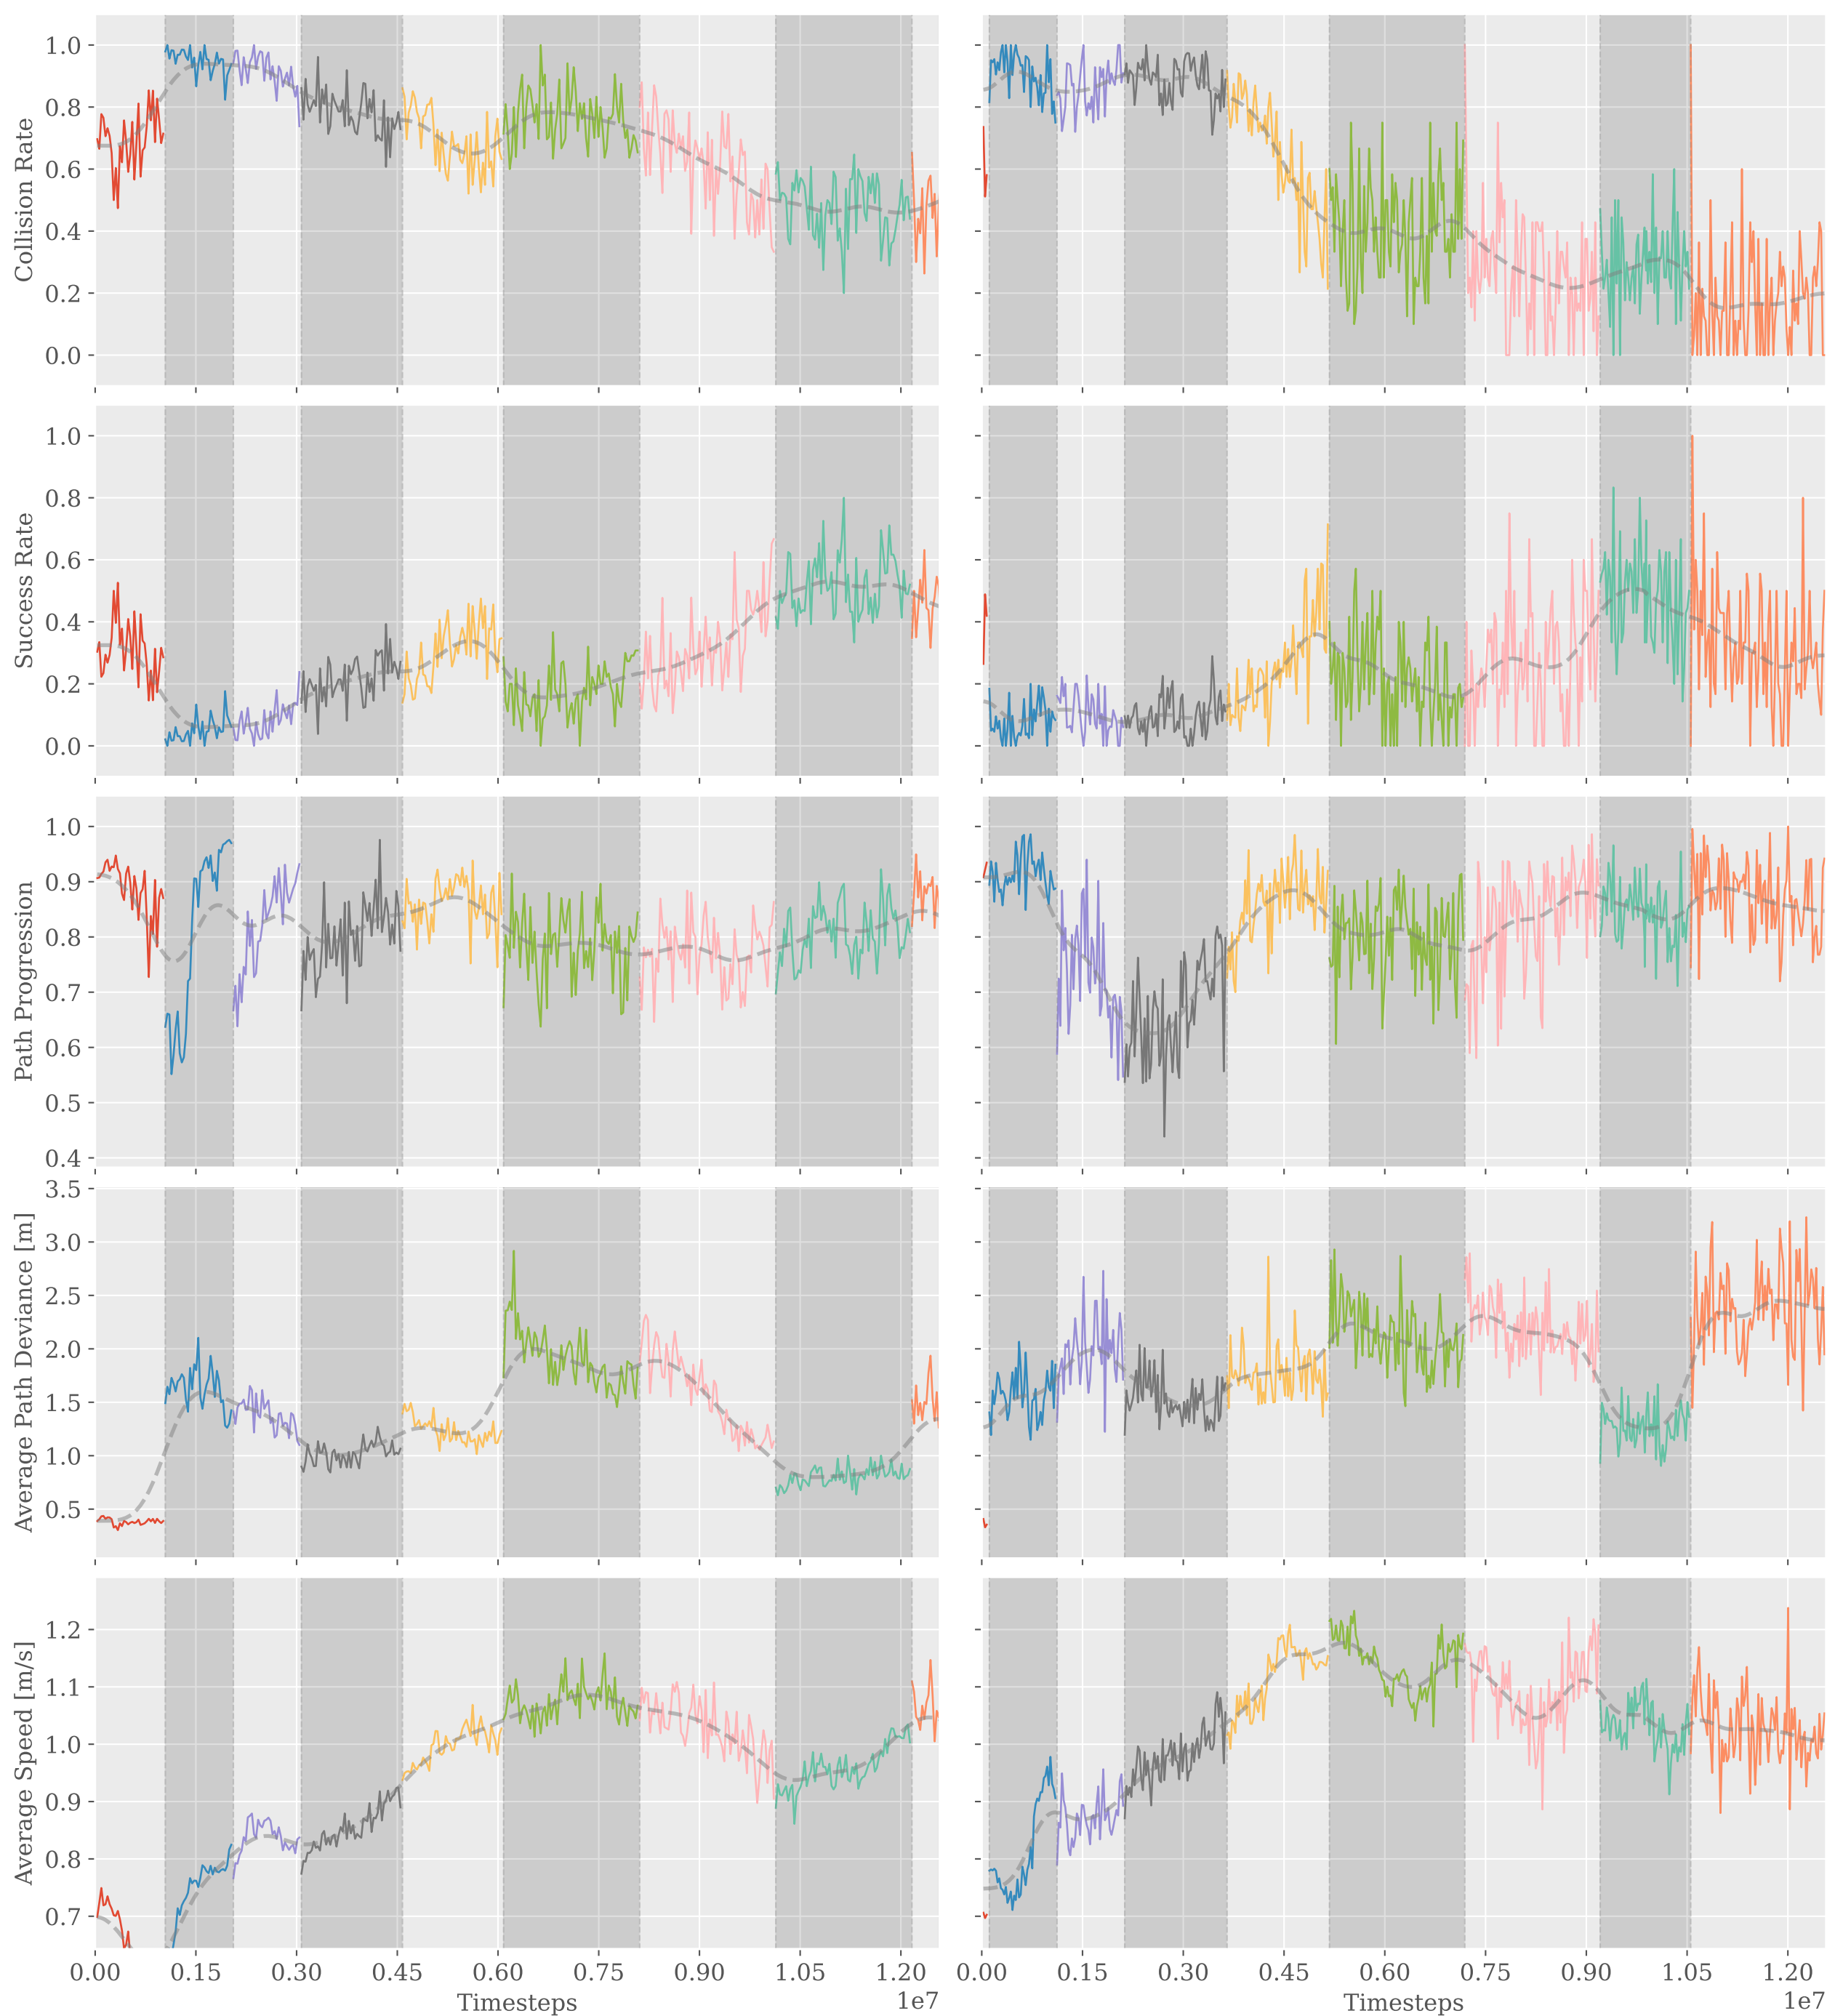 1.0
0.8
0.6
0.4
0.2
0.0
Collision Rate
1.0
0.8
0.6
0.4
0.2
0.0
Success Rate
1.0
0.9
0.8
0.7
0.6
0.5
0.4
Path Progression
3.5
3.0
2.5
2.0
1.5
1.0
0.5
Average Path Deviance [m]
1.2
1.1
1.0
0.9
0.8
0.7
Average Speed [m/s]
0.00 0.15 0.30 0.45 0.60 0.75 0.90 1.05 1.20
Timesteps
1e7
0.00 0.15 0.30 0.45 0.60 0.75 0.90 1.05 1.20
Timesteps
1e7